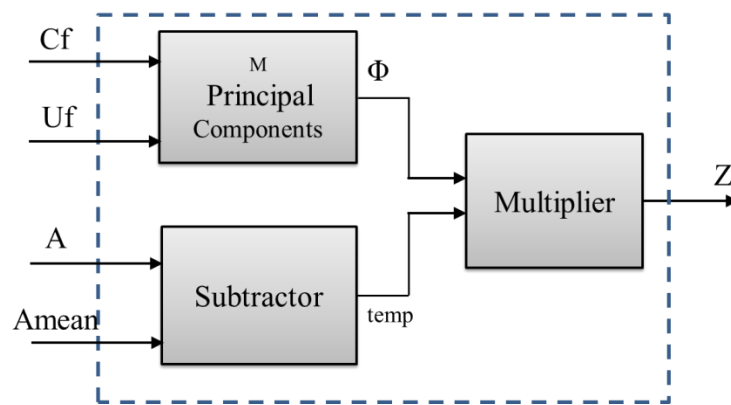 Cf
Uf
M
Principal
Components
Φ
A
Amean
Subtractor
temp
Multiplier
Z